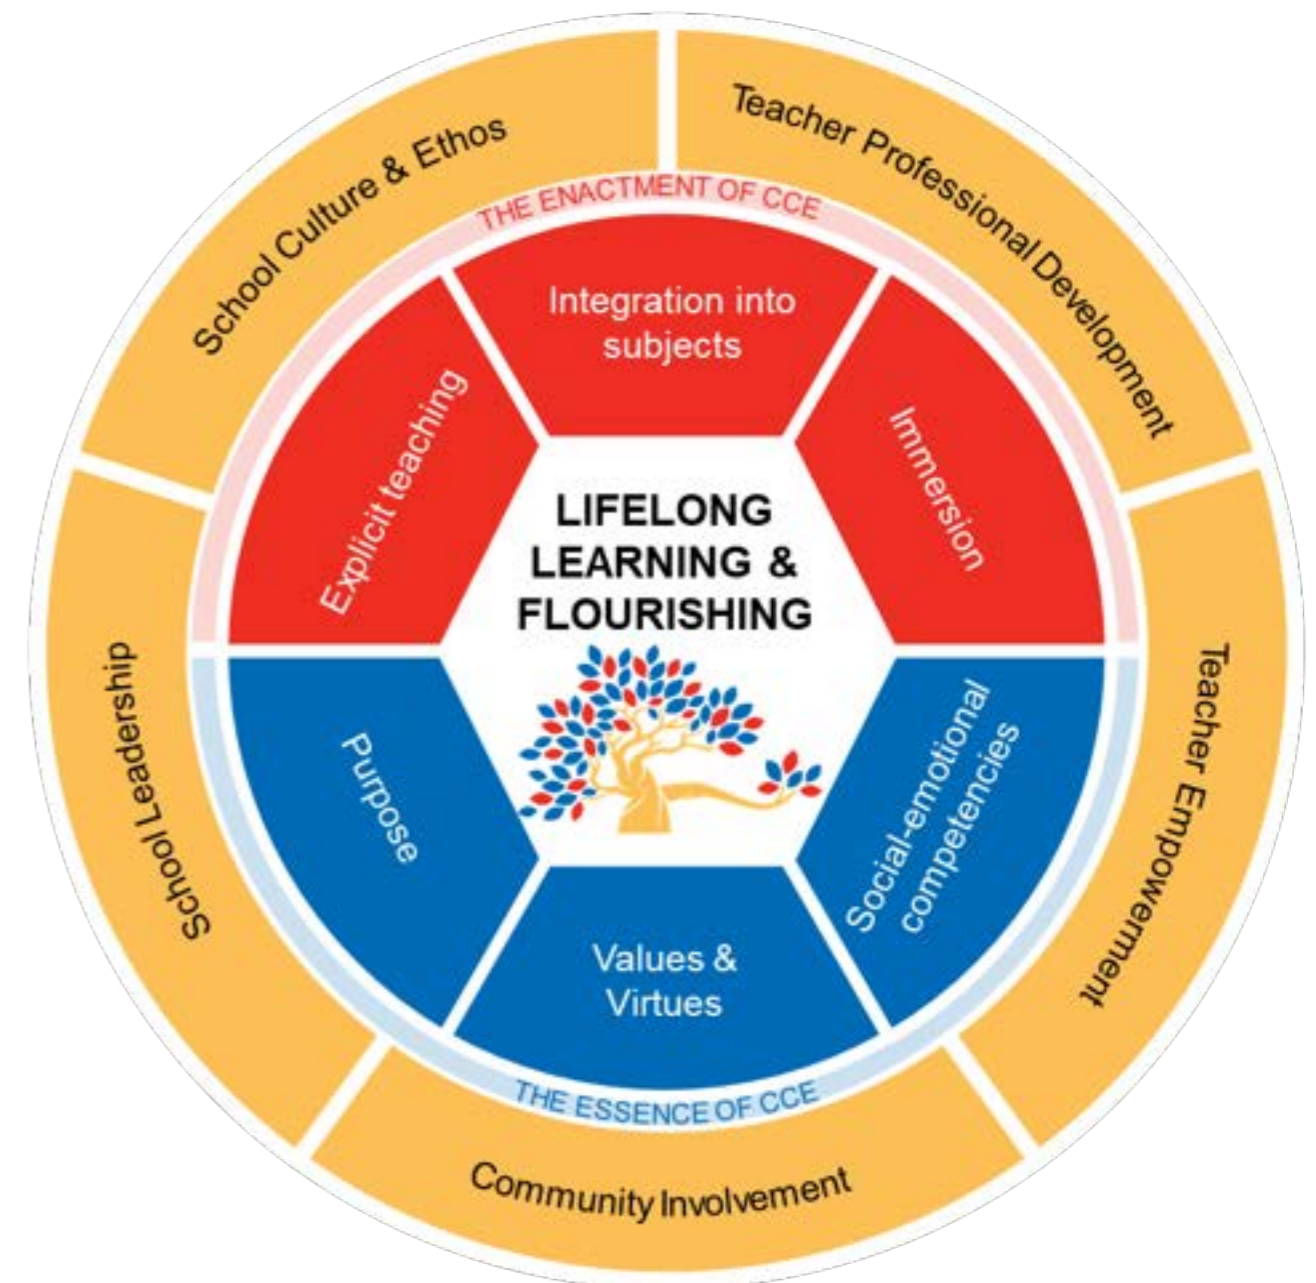 School Culture & Ethos
Teacher Professional Development
THE ENACTMENT OF CCE
Integration into
subjects
Explicit teaching
Immersion
LIFELONG
LEARNING &
FLOURISHING
School Leadership
Teacher Empowerment
Purpose
Social-emotional
competencies
Values &
Virtues
THE ESSENCE OF CCE
Community Involvement